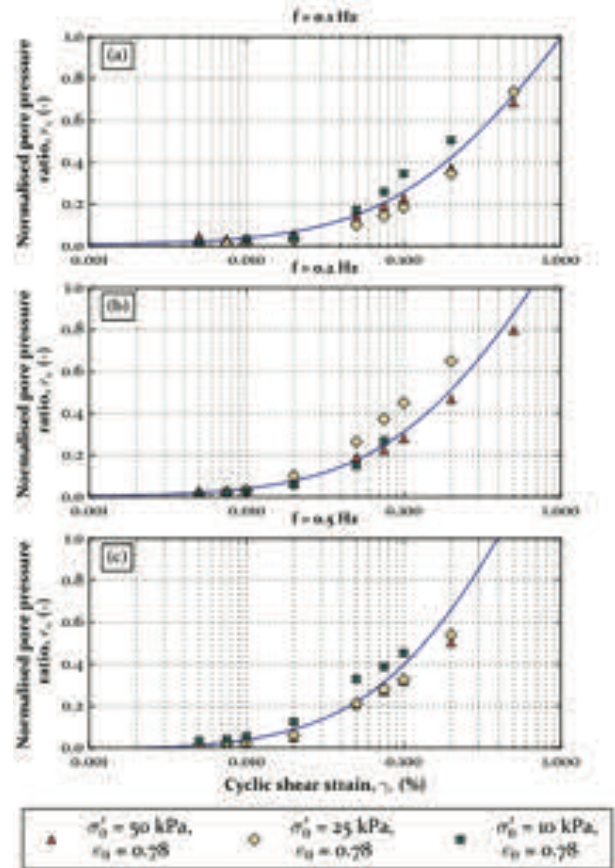 f = 0.1 Hz
(a)
Normalised pore pressure
ratio, rᵤ (-)
1.0
0.8
0.6
0.4
0.2
0.0
0.001 0.010 0.100 1.000
f = 0.2 Hz
(b)
Normalised pore pressure
ratio, rᵤ (-)
1.0
0.8
0.6
0.4
0.2
0.0
0.001 0.010 0.100 1.000
f = 0.5 Hz
(c)
Normalised pore pressure
ratio, rᵤ (-)
1.0
0.8
0.6
0.4
0.2
0.0
0.001 0.010 0.100 1.000
Cyclic shear strain, (%)
σ′₀ = 50 kPa, σ′₀ = 25 kPa, σ′₀ = 10 kPa,
e₀ = 0.78 e₀ = 0.78 e₀ = 0.78